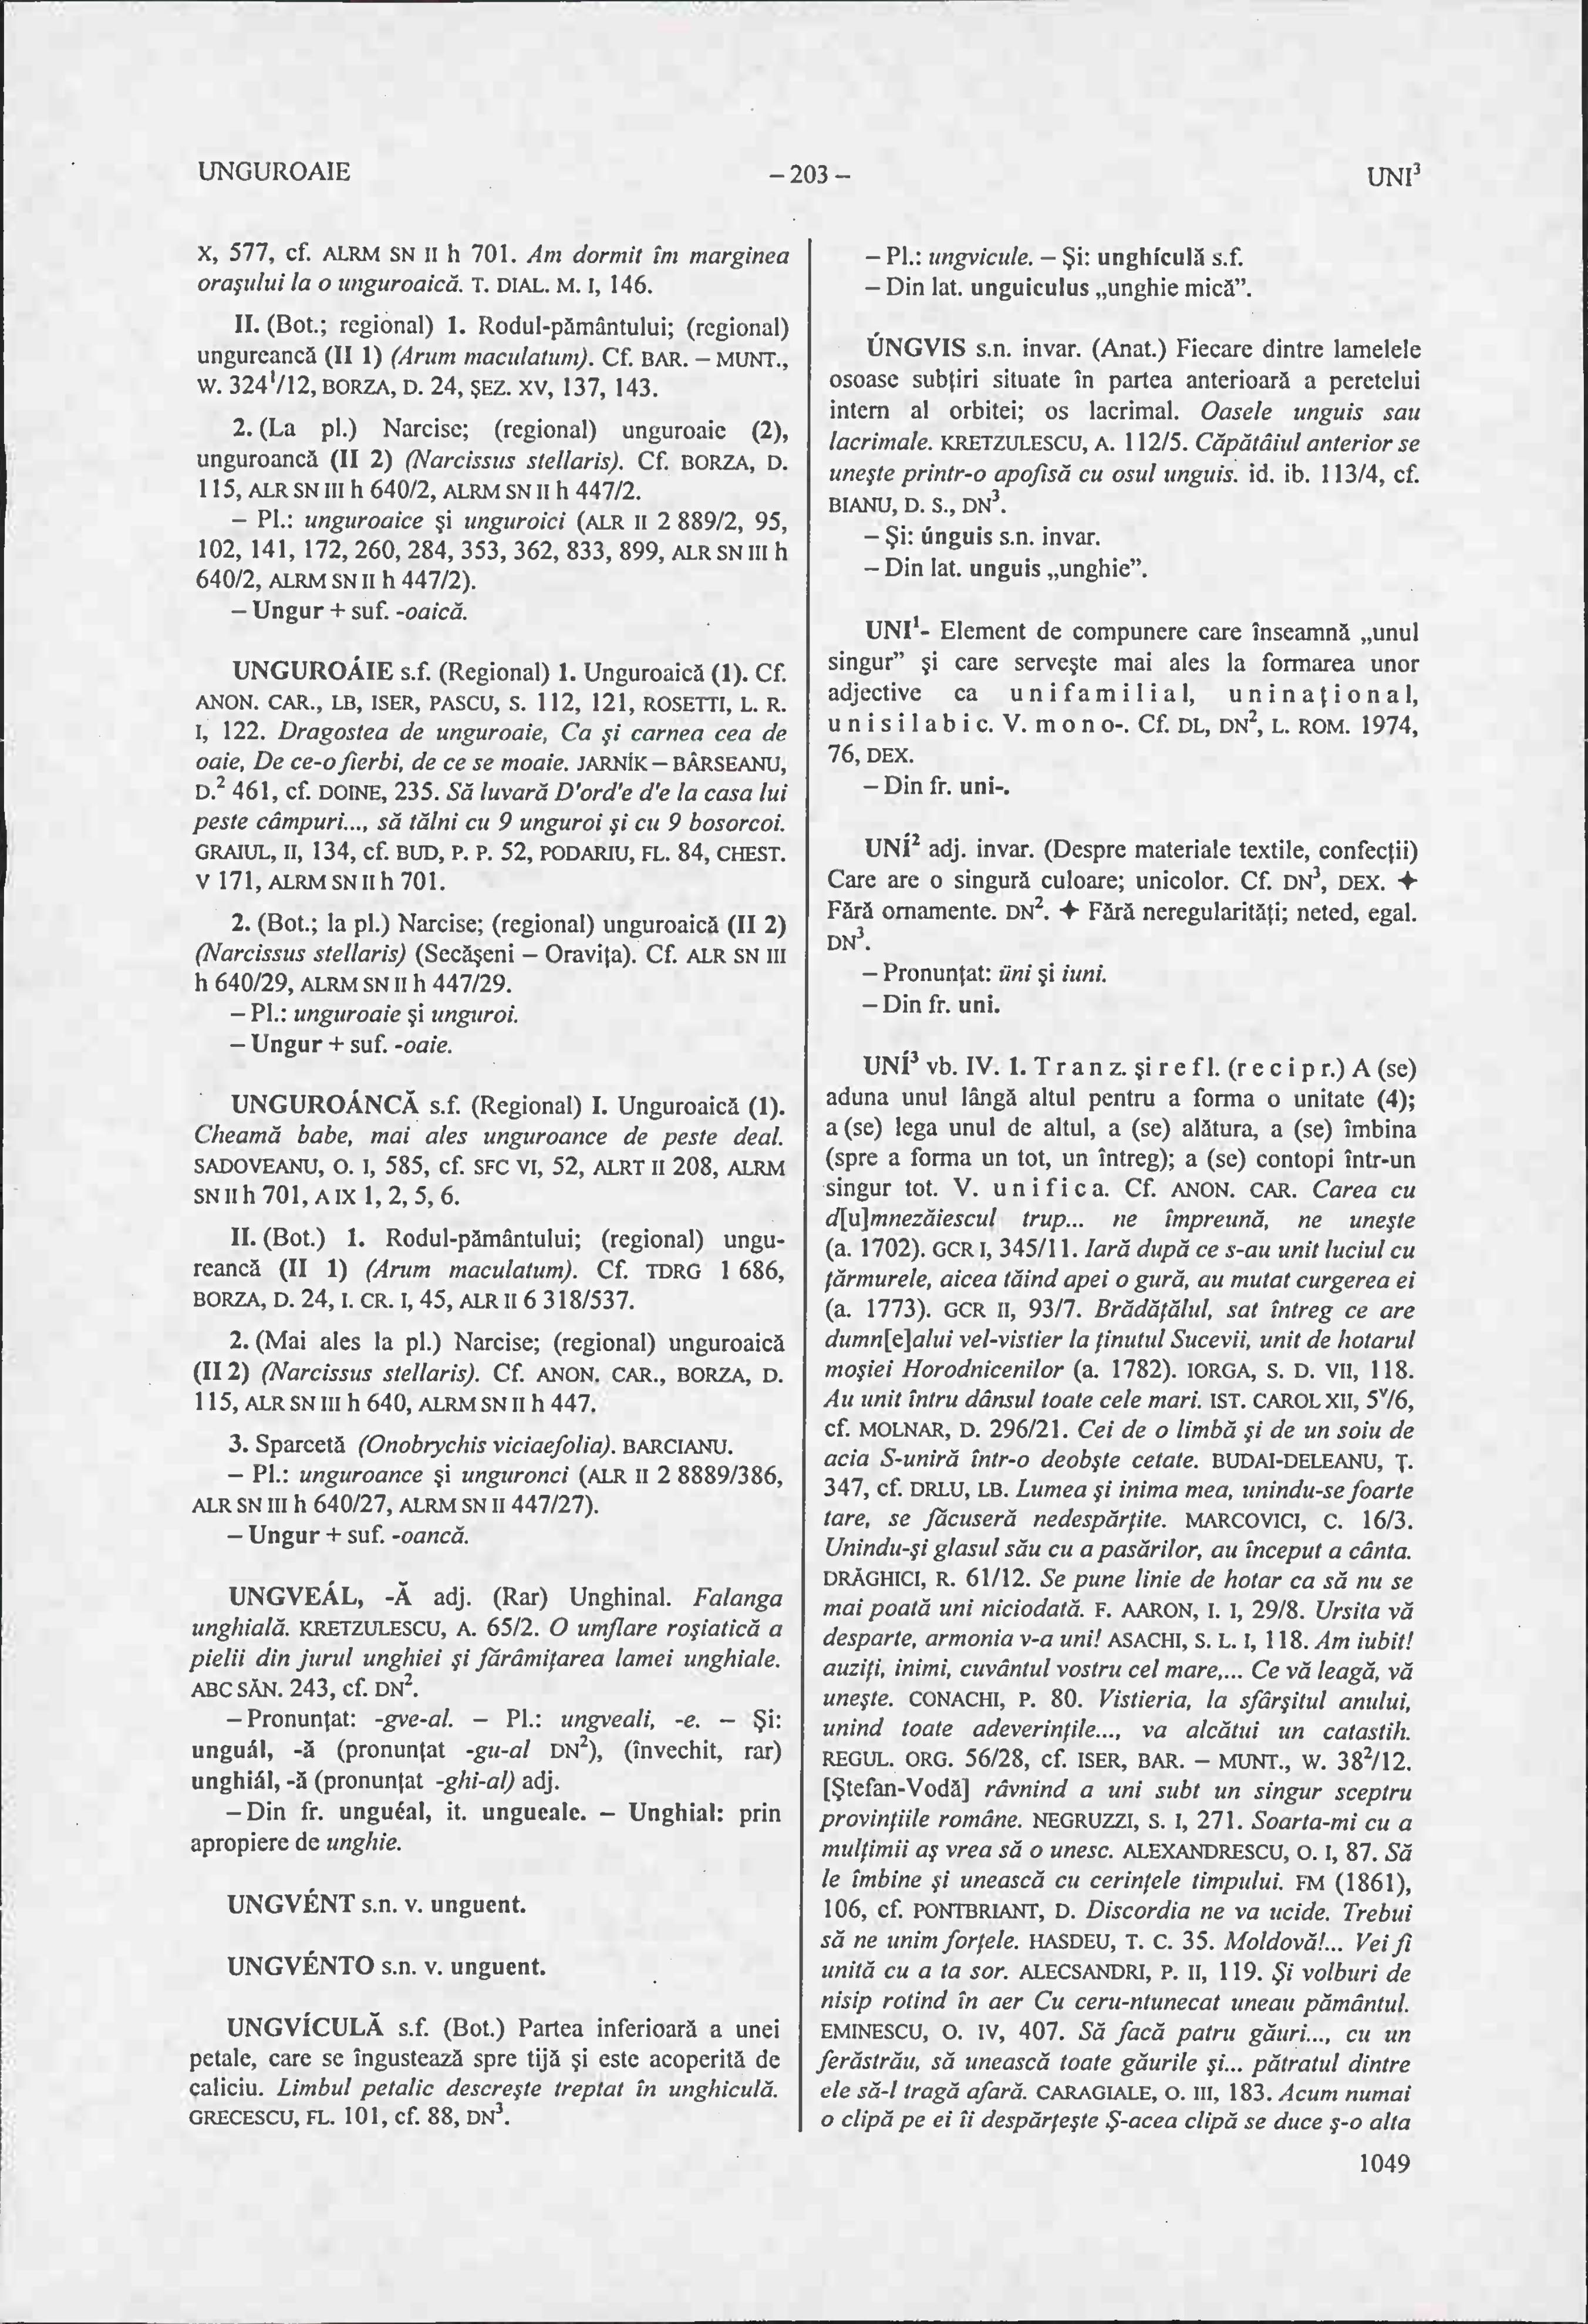 UNGUROAIE
– 203 –
UNI³
X, 577, cf. ALRM SN II h 701. Am dormit îm marginea
oraşului la o unguroaică. T. DIAL. M. I, 146.
II. (Bot.; regional) 1. Rodul-pământului; (regional)
ungureancă (II 1) (Arum maculatum). Cf. BAR. – MUNT.,
W. 324¹/12, BORZA, D. 24, ŞEZ. XV, 137, 143.
2. (La pl.) Narcise; (regional) unguroaie (2),
unguroancă (II 2) (Narcissus stellaris). Cf. BORZA, D.
115, ALR SN III h 640/2, ALRM SN II h 447/2.
– Pl.: unguroaice şi unguroici (ALR II 2 889/2, 95,
102, 141, 172, 260, 284, 353, 362, 833, 899, ALR SN III h
640/2, ALRM SN II h 447/2).
– Ungur + suf. -oaică.
UNGUROÁIE s.f. (Regional) 1. Unguroaică (1). Cf.
ANON. CAR., LB, ISER, PASCU, S. 112, 121, ROSETTI, L. R.
I, 122. Dragostea de unguroaie, Ca şi carnea cea de
oaie, De ce-o fierbi, de ce se moaie. JARNÍK – BÂRSEANU,
D.² 461, cf. DOINE, 235. Să luvară D'ord'e d'e la casa lui
peste câmpuri..., să tălni cu 9 unguroi şi cu 9 bosorcoi.
GRAIUL, II, 134, cf. BUD, P. P. 52, PODARIU, FL. 84, CHEST.
V 171, ALRM SN II h 701.
2. (Bot.; la pl.) Narcise; (regional) unguroaică (II 2)
(Narcissus stellaris) (Secăşeni – Oraviţa). Cf. ALR SN III
h 640/29, ALRM SN II h 447/29.
– Pl.: unguroaie şi unguroi.
– Ungur + suf. -oaie.
UNGUROÁNCĂ s.f. (Regional) I. Unguroaică (1).
Cheamă babe, mai ales unguroance de peste deal.
SADOVEANU, O. I, 585, cf. SFC VI, 52, ALRT II 208, ALRM
SN II h 701, A IX 1, 2, 5, 6.
II. (Bot.) 1. Rodul-pământului; (regional) ungu-
reancă (II 1) (Arum maculatum). Cf. TDRG 1 686,
BORZA, D. 24, I. CR. I, 45, ALR II 6 318/537.
2. (Mai ales la pl.) Narcise; (regional) unguroaică
(II 2) (Narcissus stellaris). Cf. ANON. CAR., BORZA, D.
115, ALR SN III h 640, ALRM SN II h 447.
3. Sparcetă (Onobrychis viciaefolia). BARCIANU.
– Pl.: unguroance şi unguronci (ALR II 2 8889/386,
ALR SN III h 640/27, ALRM SN II 447/27).
– Ungur + suf. -oancă.
UNGVEÁL, -Ă adj. (Rar) Unghinal. Falanga
unghială. KRETZULESCU, A. 65/2. O umflare roşiatică a
pielii din jurul unghiei şi fărâmiţarea lamei unghiale.
ABC SĂN. 243, cf. DN².
– Pronunţat: -gve-al. – Pl.: ungveali, -e. – Şi:
unguál, -ă (pronunţat -gu-al DN²), (învechit, rar)
unghiál, -ă (pronunţat -ghi-al) adj.
– Din fr. unguéal, it. ungueale. – Unghial: prin
apropiere de unghie.
UNGVÉNT s.n. v. unguent.
UNGVÉNTO s.n. v. unguent.
UNGVÍCULĂ s.f. (Bot.) Partea inferioară a unei
petale, care se îngustează spre tijă şi este acoperită de
caliciu. Limbul petalic descreşte treptat în unghiculă.
GRECESCU, FL. 101, cf. 88, DN³.
– Pl.: ungvicule. – Şi: unghículă s.f.
– Din lat. unguiculus „unghie mică”.
ÚNGVIS s.n. invar. (Anat.) Fiecare dintre lamelele
osoase subţiri situate în partea anterioară a peretelui
intern al orbitei; os lacrimal. Oasele unguis sau
lacrimale. KRETZULESCU, A. 112/5. Căpătâiul anterior se
uneşte printr-o apofisă cu osul unguis. id. ib. 113/4, cf.
BIANU, D. S., DN³.
– Şi: únguis s.n. invar.
– Din lat. unguis „unghie”.
UNI¹- Element de compunere care înseamnă „unul
singur” şi care serveşte mai ales la formarea unor
adjective ca unifamilial, uninaţional,
unisilabic. V. mono-. Cf. DL, DN², L. ROM. 1974,
76, DEX.
– Din fr. uni-.
UNÍ² adj. invar. (Despre materiale textile, confecţii)
Care are o singură culoare; unicolor. Cf. DN³, DEX. ✦
Fără ornamente. DN². ✦ Fără neregularităţi; neted, egal.
DN³.
– Pronunţat: üni şi iuni.
– Din fr. uni.
UNÍ³ vb. IV. 1. Tranz. şi refl. (recipr.) A (se)
aduna unul lângă altul pentru a forma o unitate (4);
a (se) lega unul de altul, a (se) alătura, a (se) îmbina
(spre a forma un tot, un întreg); a (se) contopi într-un
singur tot. V. unifica. Cf. ANON. CAR. Carea cu
d[u]mnezăiescul trup... ne împreună, ne uneşte
(a. 1702). GCR I, 345/11. Iară după ce s-au unit luciul cu
ţărmurele, aicea tăind apei o gură, au mutat curgerea ei
(a. 1773). GCR II, 93/7. Brădăţălul, sat întreg ce are
dumn[e]alui vel-vistier la ţinutul Sucevii, unit de hotarul
moşiei Horodnicenilor (a. 1782). IORGA, S. D. VII, 118.
Au unit întru dânsul toate cele mari. IST. CAROL XII, 5ᵛ/6,
cf. MOLNAR, D. 296/21. Cei de o limbă şi de un soiu de
acia S-uniră într-o deobşte cetate. BUDAI-DELEANU, Ţ.
347, cf. DRLU, LB. Lumea şi inima mea, unindu-se foarte
tare, se făcuseră nedespărţite. MARCOVICI, C. 16/3.
Unindu-şi glasul său cu a pasărilor, au început a cânta.
DRĂGHICI, R. 61/12. Se pune linie de hotar ca să nu se
mai poată uni niciodată. F. AARON, I. I, 29/8. Ursita vă
desparte, armonia v-a uni! ASACHI, S. L. I, 118. Am iubit!
auziţi, inimi, cuvântul vostru cel mare,... Ce vă leagă, vă
uneşte. CONACHI, P. 80. Vistieria, la sfârşitul anului,
unind toate adeverinţile..., va alcătui un catastih.
REGUL. ORG. 56/28, cf. ISER, BAR. – MUNT., W. 38²/12.
[Ştefan-Vodă] râvnind a uni subt un singur sceptru
provinţiile române. NEGRUZZI, S. I, 271. Soarta-mi cu a
mulţimii aş vrea să o unesc. ALEXANDRESCU, O. I, 87. Să
le îmbine şi unească cu cerinţele timpului. FM (1861),
106, cf. PONTBRIANT, D. Discordia ne va ucide. Trebui
să ne unim forţele. HASDEU, T. C. 35. Moldovă!... Vei fi
unită cu a ta sor. ALECSANDRI, P. II, 119. Şi volburi de
nisip rotind în aer Cu ceru-ntunecat uneau pământul.
EMINESCU, O. IV, 407. Să facă patru găuri..., cu un
ferăstrău, să unească toate găurile şi... pătratul dintre
ele să-l tragă afară. CARAGIALE, O. III, 183. Acum numai
o clipă pe ei îi despărţeşte Ş-acea clipă se duce ş-o alta
1049